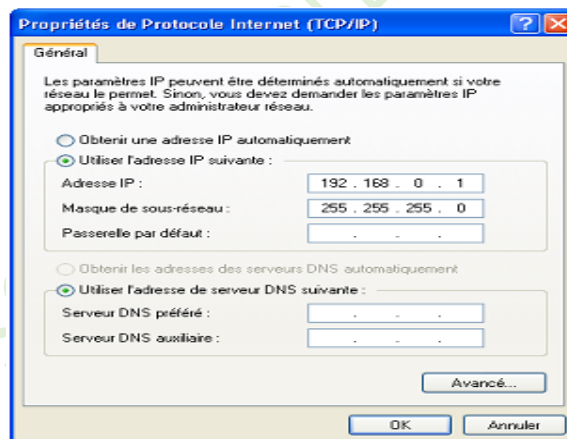 Propriétés de Protocole Internet (TCP/IP)
Général
Les paramètres IP peuvent être déterminés automatiquement si votre
réseau le permet. Sinon, vous devez demander les paramètres IP
appropriés à votre administrateur réseau.
Obtenir une adresse IP automatiquement
Utiliser l'adresse IP suivante :
Adresse IP : 192 . 168 . 0 . 1
Masque de sous-réseau : 255 . 255 . 255 . 0
Passerelle par défaut : . . .
Obtenir les adresses des serveurs DNS automatiquement
Utiliser l'adresse de serveur DNS suivante :
Serveur DNS préféré : . . .
Serveur DNS auxiliaire : . . .
Avancé...
OK Annuler